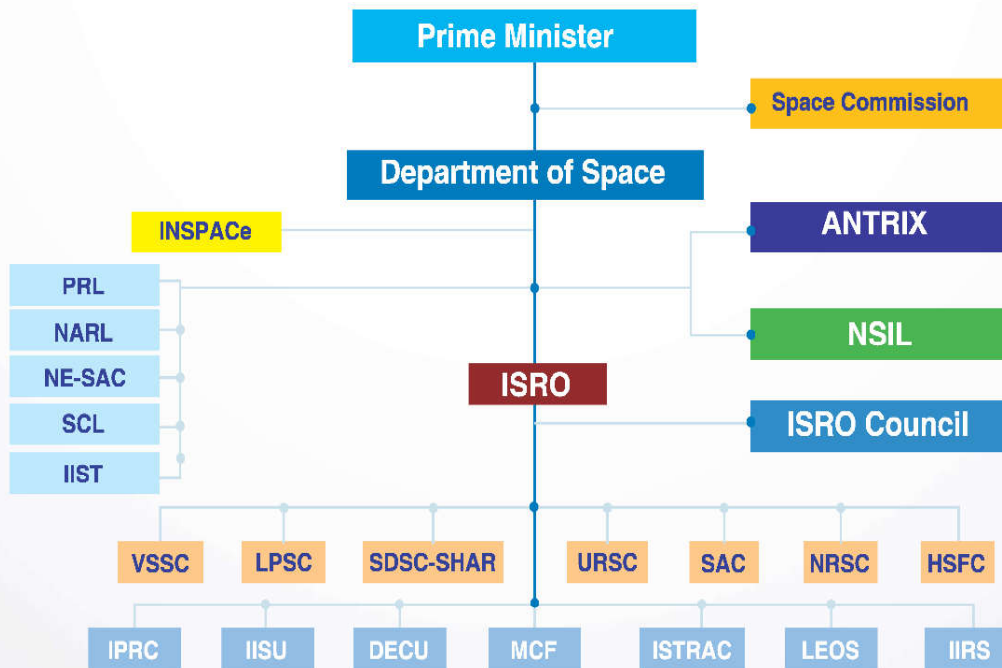 Prime Minister
Space Commission
Department of Space
INSPACe
ANTRIX
PRL
NARL
NSIL
NE-SAC
ISRO
SCL
ISRO Council
IIST
VSSC
LPSC
SDSC-SHAR
URSC
SAC
NRSC
HSFC
IPRC
IISU
DECU
MCF
ISTRAC
LEOS
IIRS